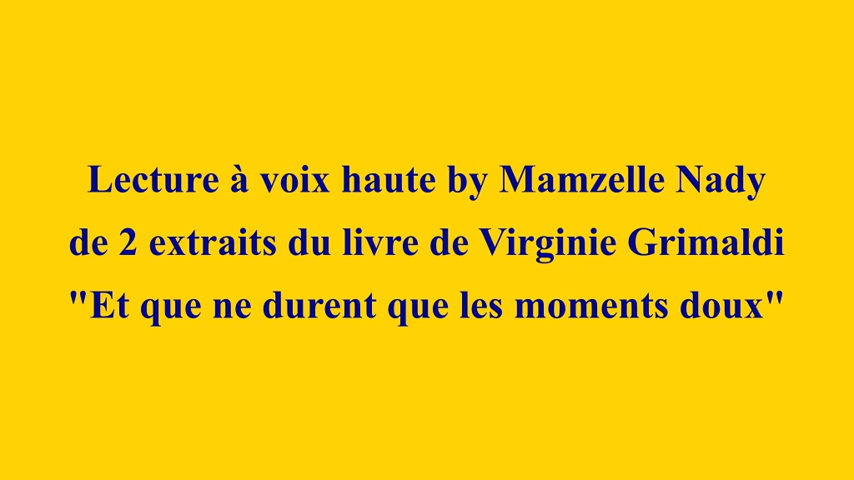 Lecture à voix haute by Mamzelle Nady
de 2 extraits du livre de Virginie Grimaldi
"Et que ne durent que les moments doux"